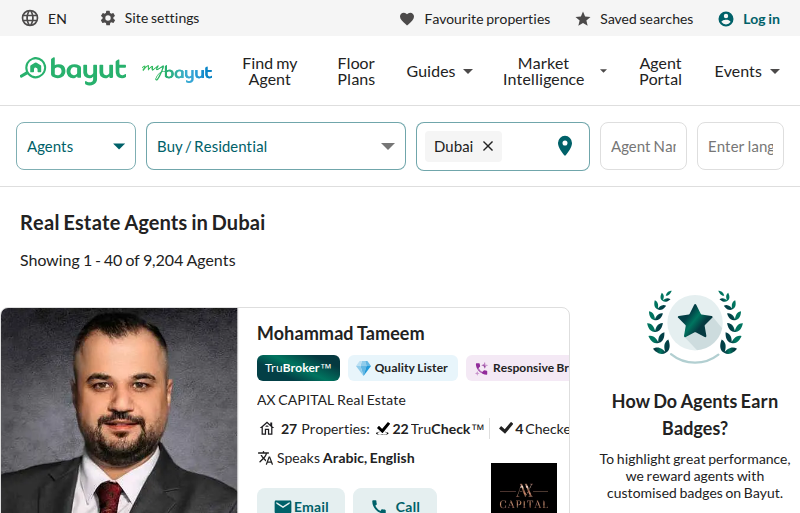 EN
Site settings
Favourite properties
Saved searches
Log in
bayut
my bayut
Find my
Agent
Floor
Plans
Guides
Market
Intelligence
Agent
Portal
Events
Agents
Buy / Residential
Dubai
Agent Nar
Enter lang
Real Estate Agents in Dubai
Showing 1 - 40 of 9,204 Agents
Mohammad Tameem
TruBroker™
Quality Lister
Responsive Br
AX CAPITAL Real Estate
27 Properties: 22 TruCheck™ 4 Checke
Speaks Arabic, English
AX
CAPITAL
Email
Call
How Do Agents Earn
Badges?
To highlight great performance,
we reward agents with
customised badges on Bayut.